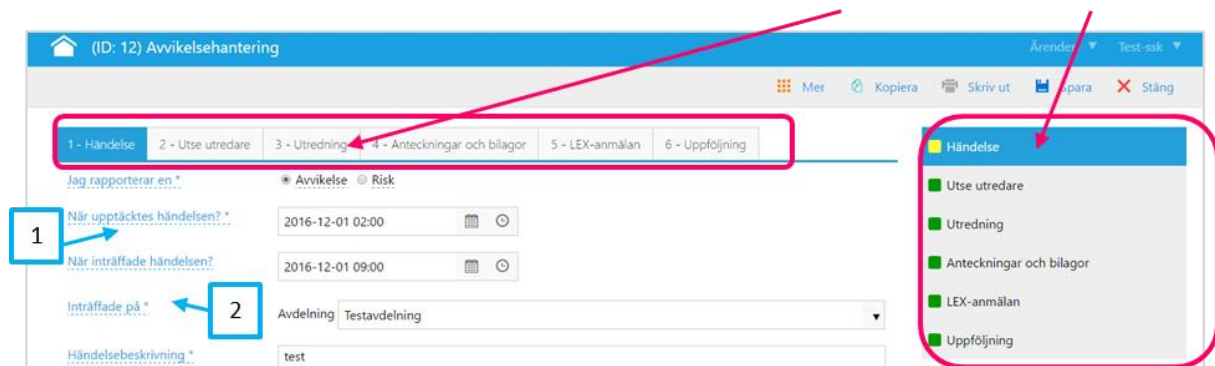 (ID: 12) Avvikelsehantering Ärenden Test-ssk
Mer Kopiera Skriv ut Spara Stäng
1 - Händelse 2 - Utse utredare 3 - Utredning 4 - Anteckningar och bilagor 5 - LEX-anmälan 6 - Uppföljning
Jag rapporterar en * Avvikelse Risk
När upptäcktes händelsen? * 2016-12-01 02:00
1
När inträffade händelsen? 2016-12-01 09:00
Inträffade på * Avdelning Testavdelning
2
Händelsebeskrivning * test
Händelse
Utse utredare
Utredning
Anteckningar och bilagor
LEX-anmälan
Uppföljning